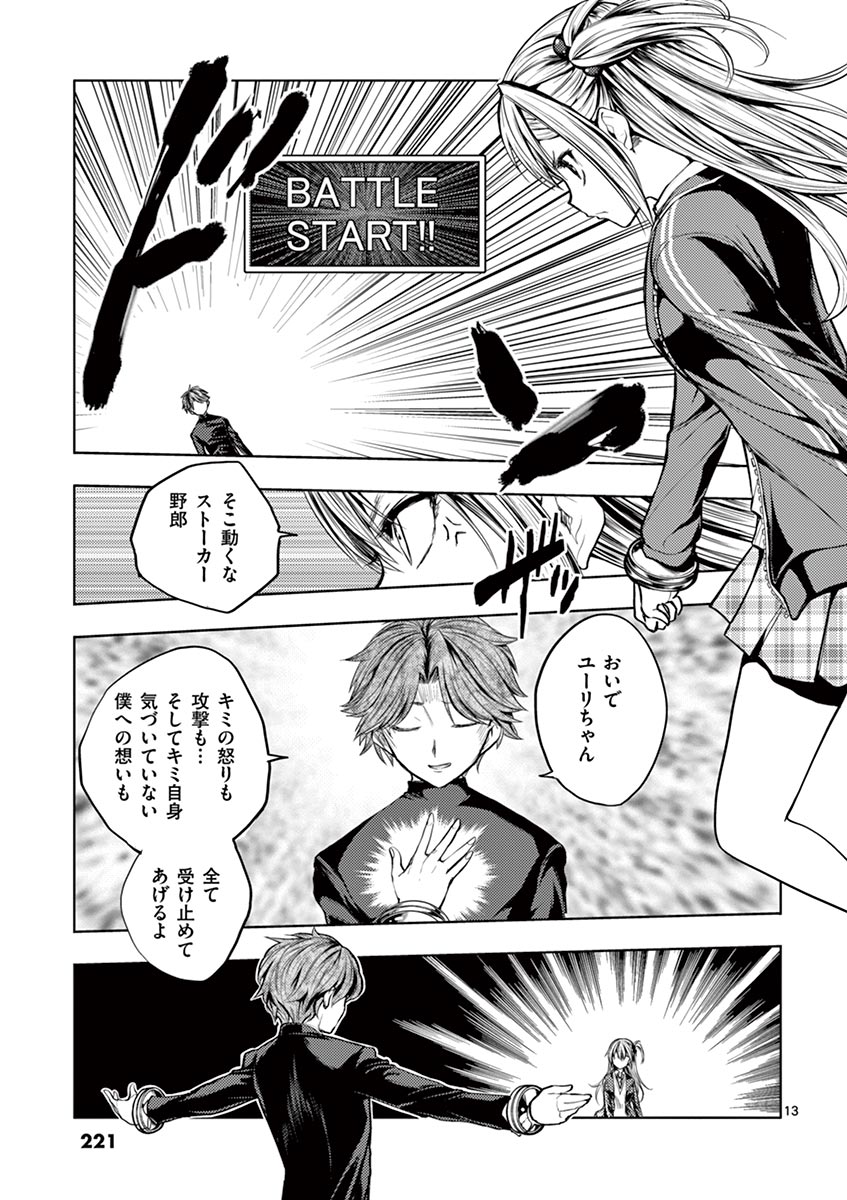 BATTLE
START!!
ドドン
そこ動くな
ストーカー
野郎
おいで
ユーリちゃん
キミの怒りも
攻撃も…
そしてキミ自身
気づいていない
僕への想いも
全て
受け止めて
あげるよ
13
221